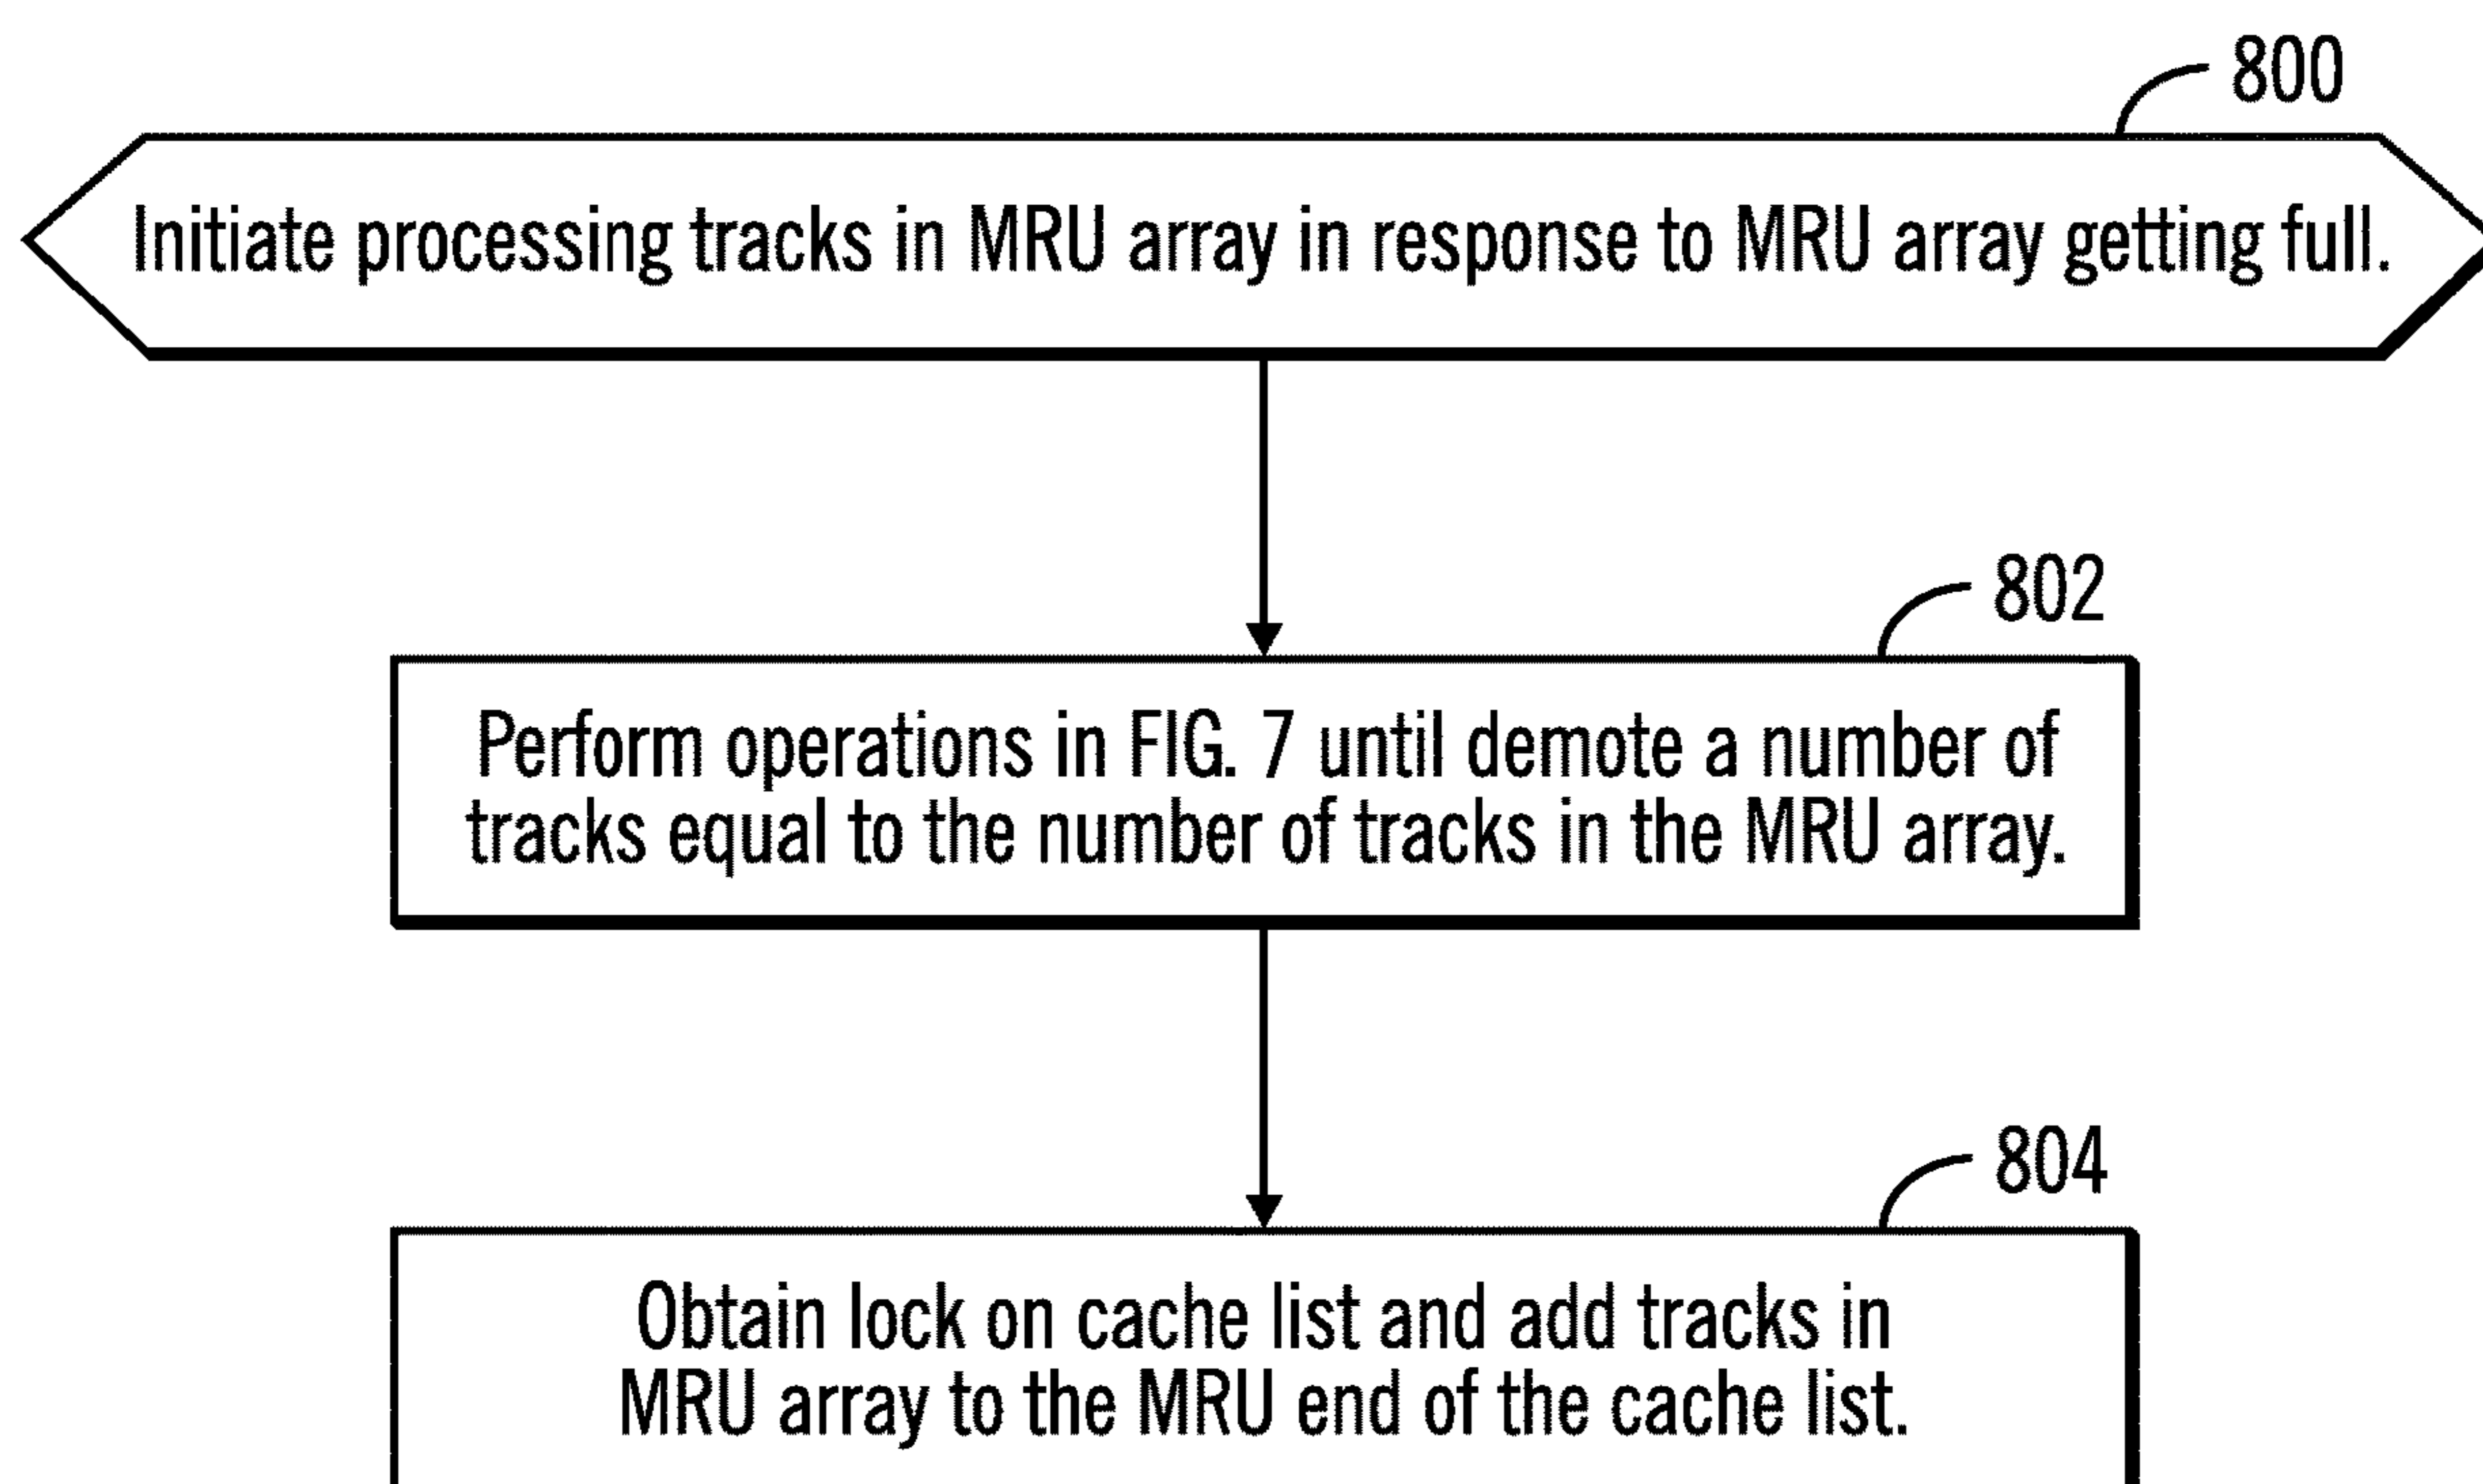 800
Initiate processing tracks in MRU array in response to MRU array getting full.
802
Perform operations in FIG. 7 until demote a number of
tracks equal to the number of tracks in the MRU array.
804
Obtain lock on cache list and add tracks in
MRU array to the MRU end of the cache list.